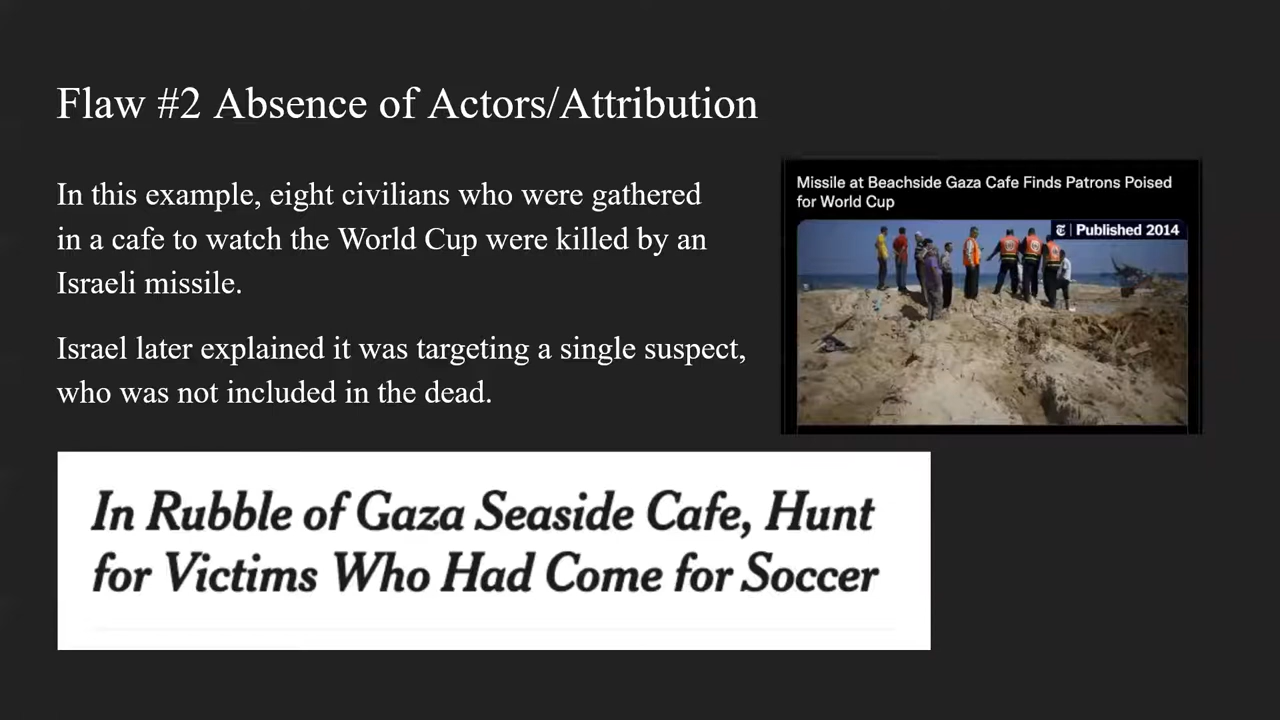 Flaw #2 Absence of Actors/Attribution
In this example, eight civilians who were gathered
in a cafe to watch the World Cup were killed by an
Israeli missile.
Israel later explained it was targeting a single suspect,
who was not included in the dead.
Missile at Beachside Gaza Cafe Finds Patrons Poised
for World Cup
Published 2014
In Rubble of Gaza Seaside Cafe, Hunt
for Victims Who Had Come for Soccer